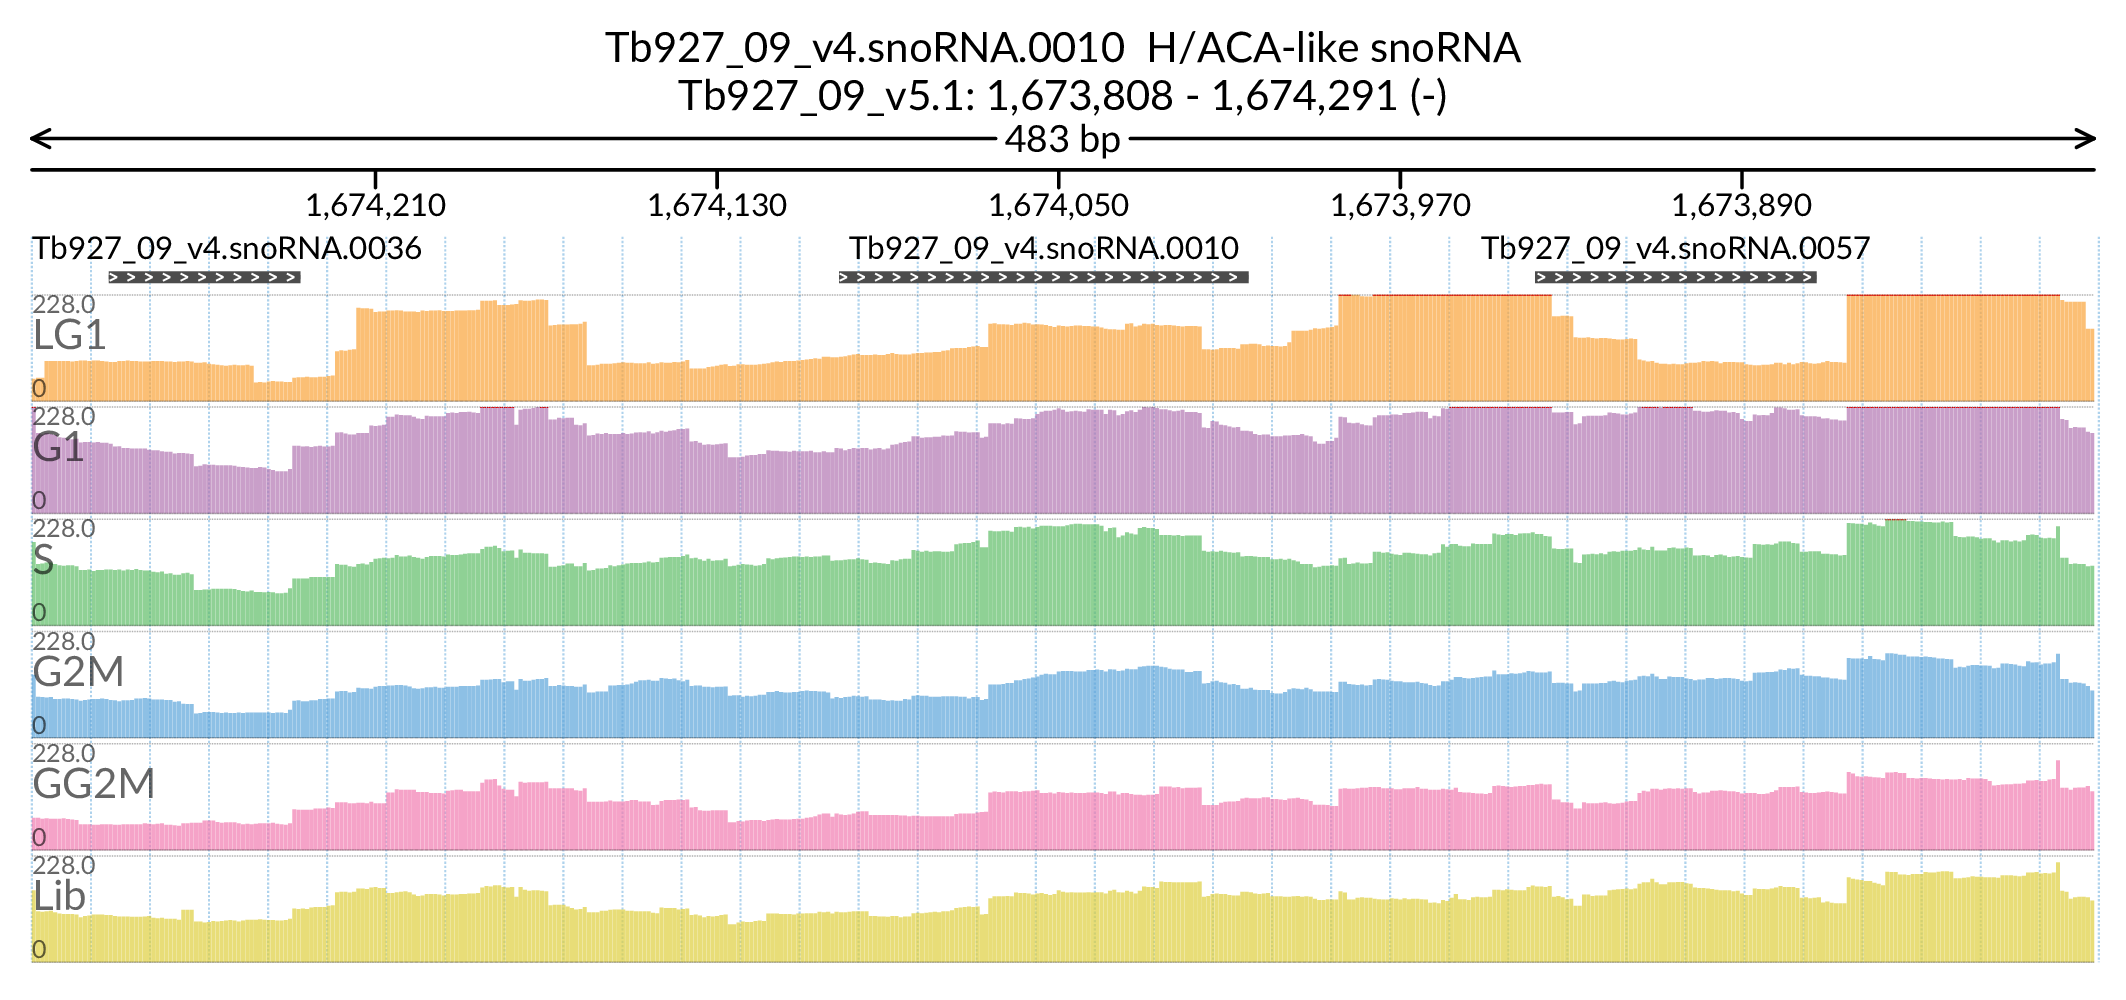 Tb927_09_v4.snoRNA.0010 H/ACA-like snoRNA
Tb927_09_v5.1: 1,673,808 - 1,674,291 (-)
483 bp
1,674,210 1,674,130 1,674,050 1,673,970 1,673,890
Tb927_09_v4.snoRNA.0036 Tb927_09_v4.snoRNA.0010 Tb927_09_v4.snoRNA.0057
228.0
LG1
0
228.0
G1
0
228.0
S
0
228.0
G2M
0
228.0
GG2M
0
228.0
Lib
0